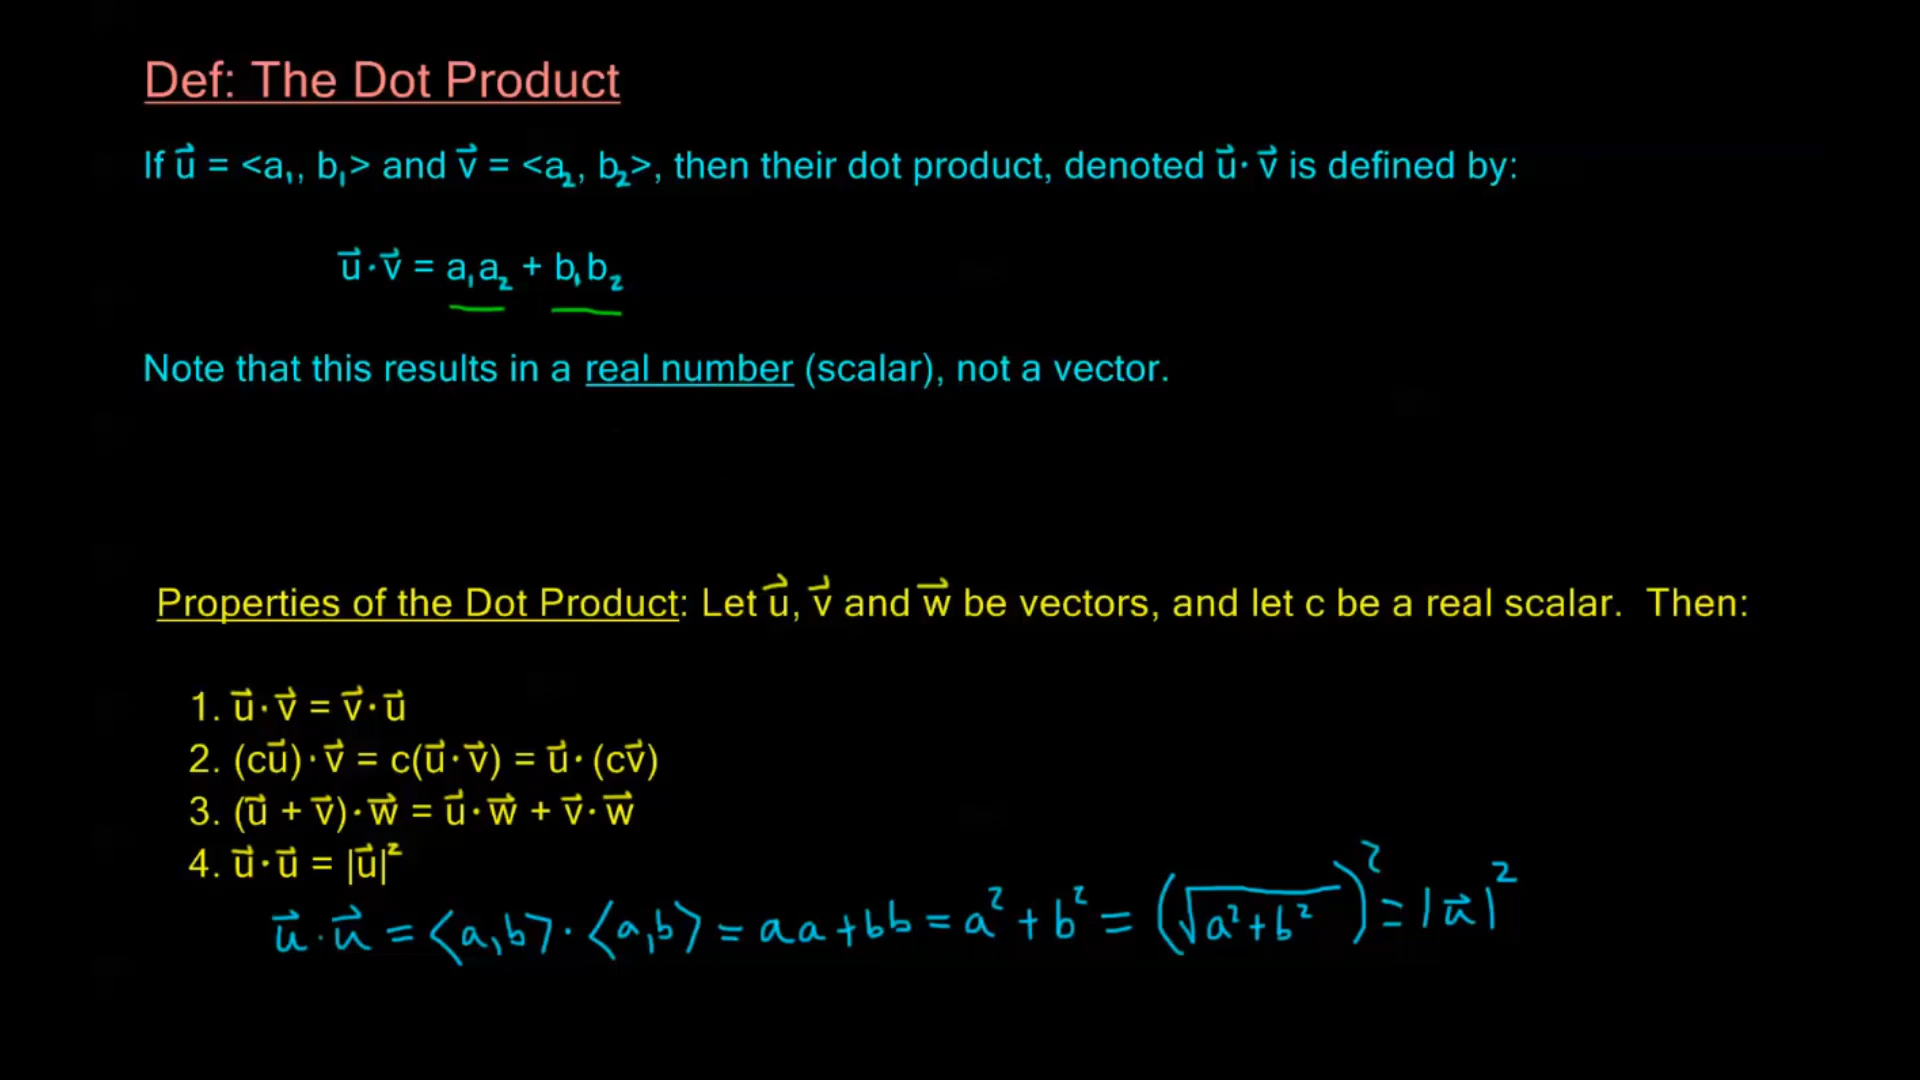 Def: The Dot Product
If u⃗ = <a₁, b₁> and v⃗ = <a₂, b₂>, then their dot product, denoted u⃗·v⃗ is defined by:
u⃗·v⃗ = a₁a₂ + b₁b₂
Note that this results in a real number (scalar), not a vector.
Properties of the Dot Product: Let u⃗, v⃗ and w⃗ be vectors, and let c be a real scalar. Then:
1. u⃗·v⃗ = v⃗·u⃗
2. (cu⃗)·v⃗ = c(u⃗·v⃗) = u⃗·(cv⃗)
3. (u⃗ + v⃗)·w⃗ = u⃗·w⃗ + v⃗·w⃗
4. u⃗·u⃗ = |u⃗|²
u⃗·u⃗ = <a,b>·<a,b> = aa+bb = a²+b² = (√(a²+b²))² = |u⃗|²